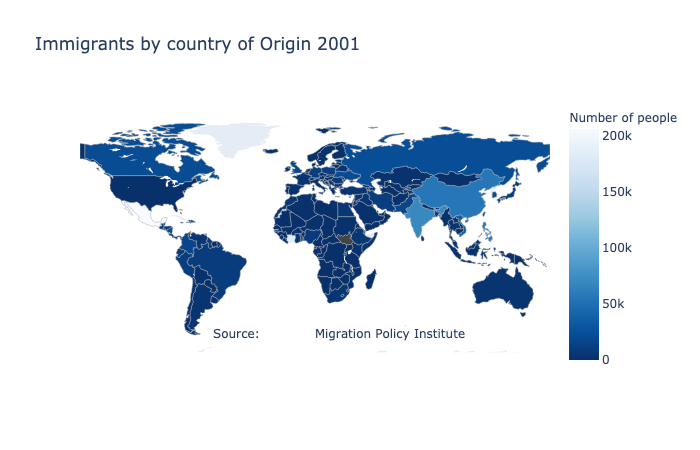 Immigrants by country of Origin 2001
Number of people
200k
150k
100k
50k
0
Source: Migration Policy Institute